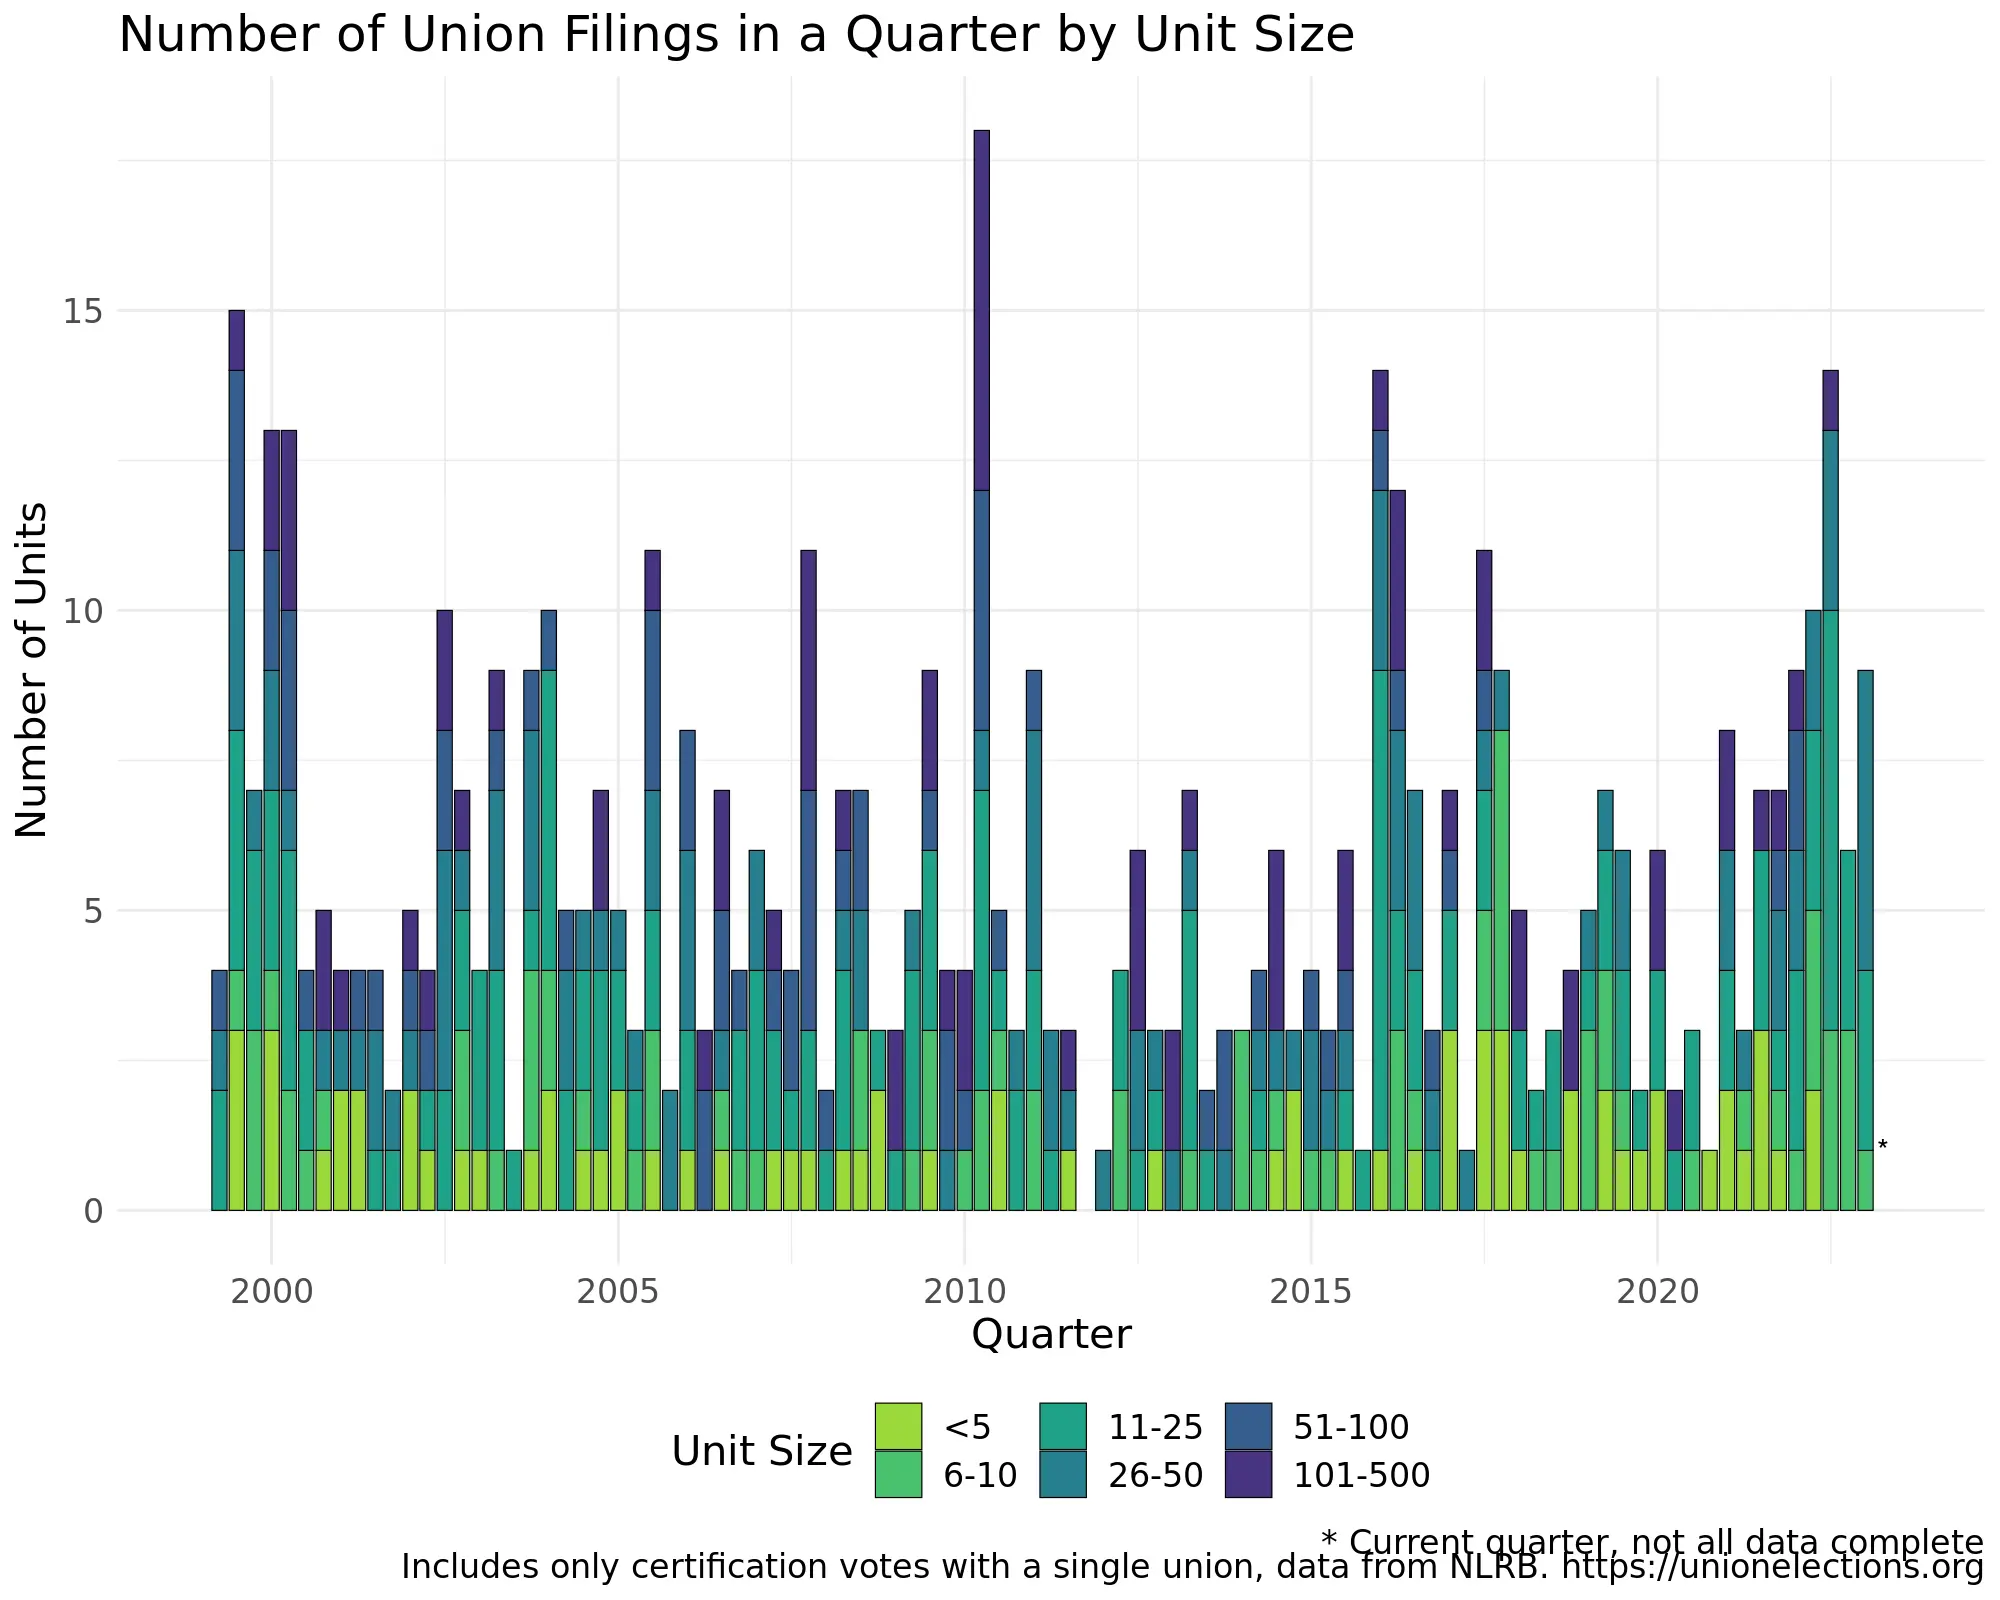 Number of Union Filings in a Quarter by Unit Size
Number of Units
15
10
5
0
*
2000 2005 2010 2015 2020
Quarter
Unit Size
<5 11-25 51-100
6-10 26-50 101-500
* Current quarter, not all data complete
Includes only certification votes with a single union, data from NLRB. https://unionelections.org